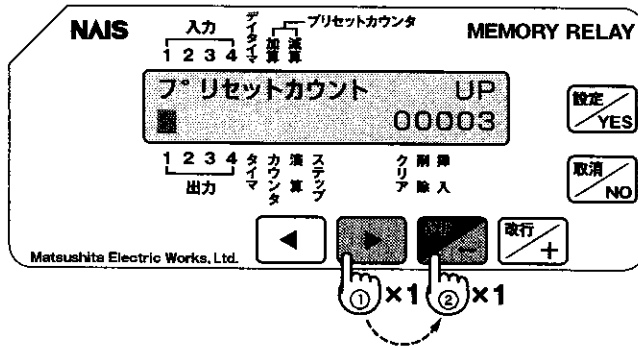 NAiS
入力
1 2 3 4
デイタイマ
加算
減算
プリセットカウンタ
MEMORY RELAY
プ リセットカウント UP
00003
設定/YES
1 2 3 4
出力
タイマ
カウンタ
演算
ステップ
クリア
削除
挿入
取消/NO
◀
▶
−
改行/+
Matsushita Electric Works, Ltd.
① ×1
② ×1